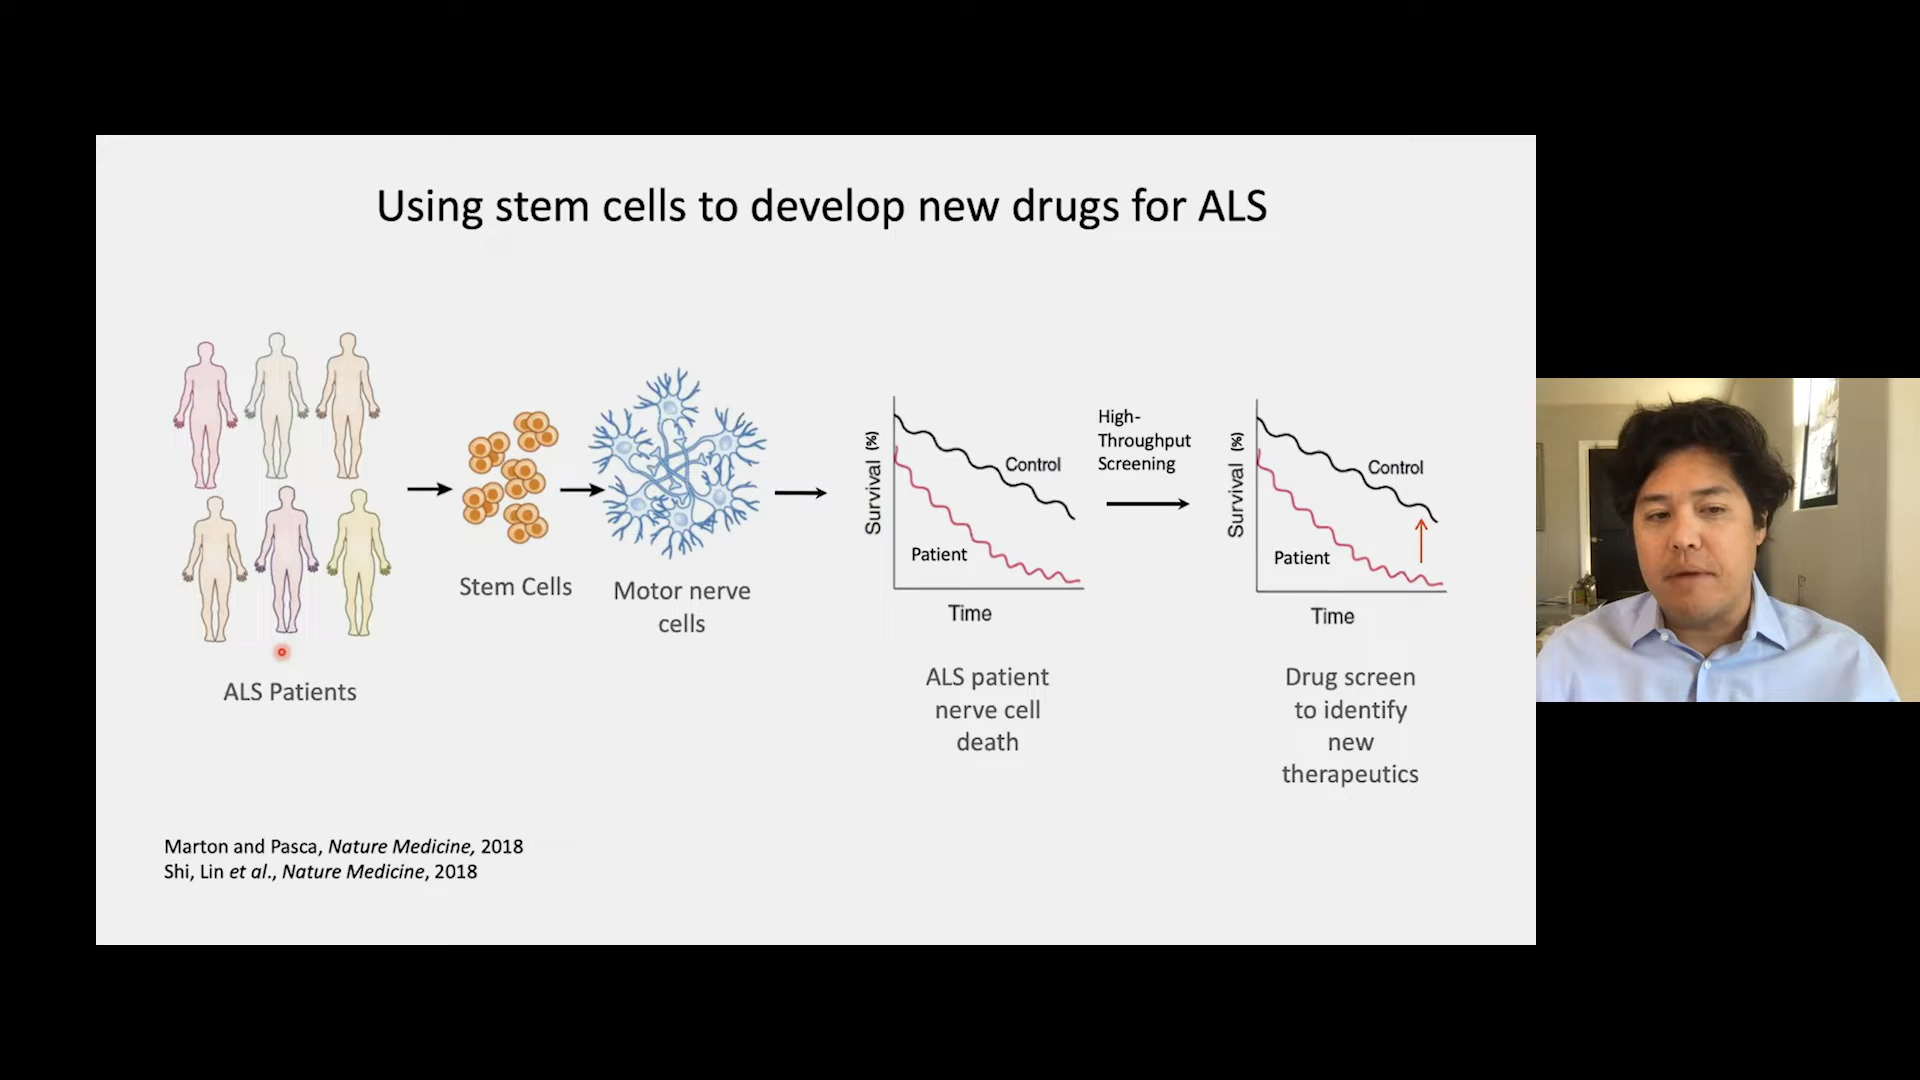 Using stem cells to develop new drugs for ALS
ALS Patients
Stem Cells
Motor nerve
cells
Survival (%)
Control
Patient
Time
ALS patient
nerve cell
death
High-
Throughput
Screening
Survival (%)
Control
Patient
Time
Drug screen
to identify
new
therapeutics
Marton and Pasca, Nature Medicine, 2018
Shi, Lin et al., Nature Medicine, 2018